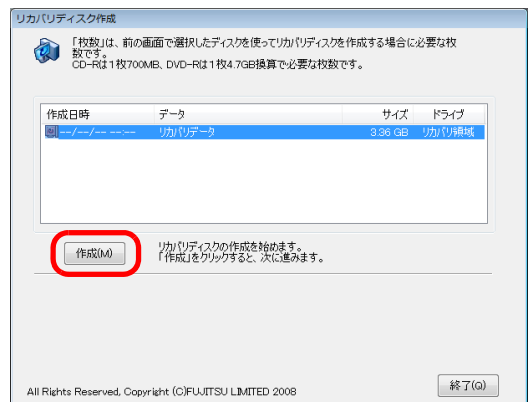 リカバリディスク作成
「枚数」は、前の画面で選択したディスクを使ってリカバリディスクを作成する場合に必要な枚
数です。
CD-Rは1枚700MB、DVD-Rは1枚4.7GB換算で必要な枚数です。
作成日時 データ サイズ ドライブ
--/--/-- --:-- リカバリデータ 3.36 GB リカバリ領域
作成(M)
リカバリディスクの作成を始めます。
「作成」をクリックすると、次に進みます。
All Rights Reserved, Copyright (C)FUJITSU LIMITED 2008
終了(Q)